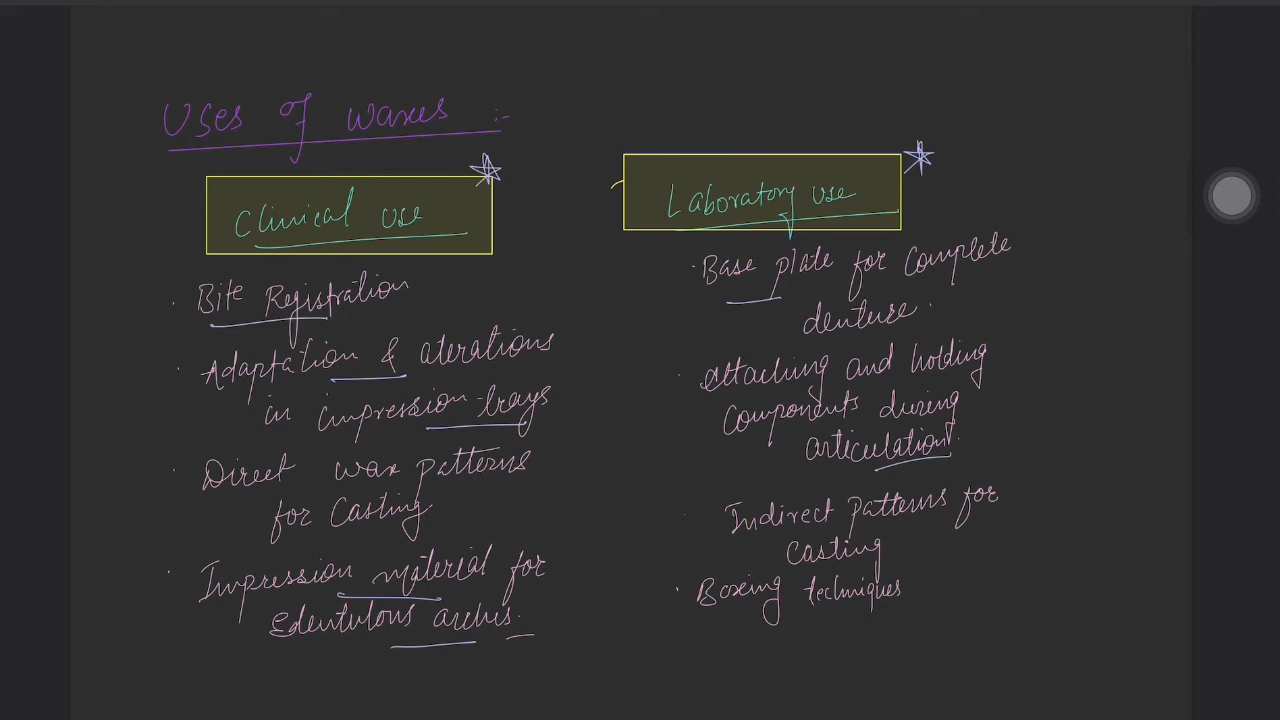 Uses of waxes :-
Clinical use
· Bite Registration
· Adaptation & aterations
in impression trays
· Direct wax patterns
for Casting
· Impression material for
Edentulous archis.
Laboratory use
· Base plate for Complete
denture.
· Attaching and holding
Components during
articulation.
· Indirect patterns for
Casting
· Boxing techniques